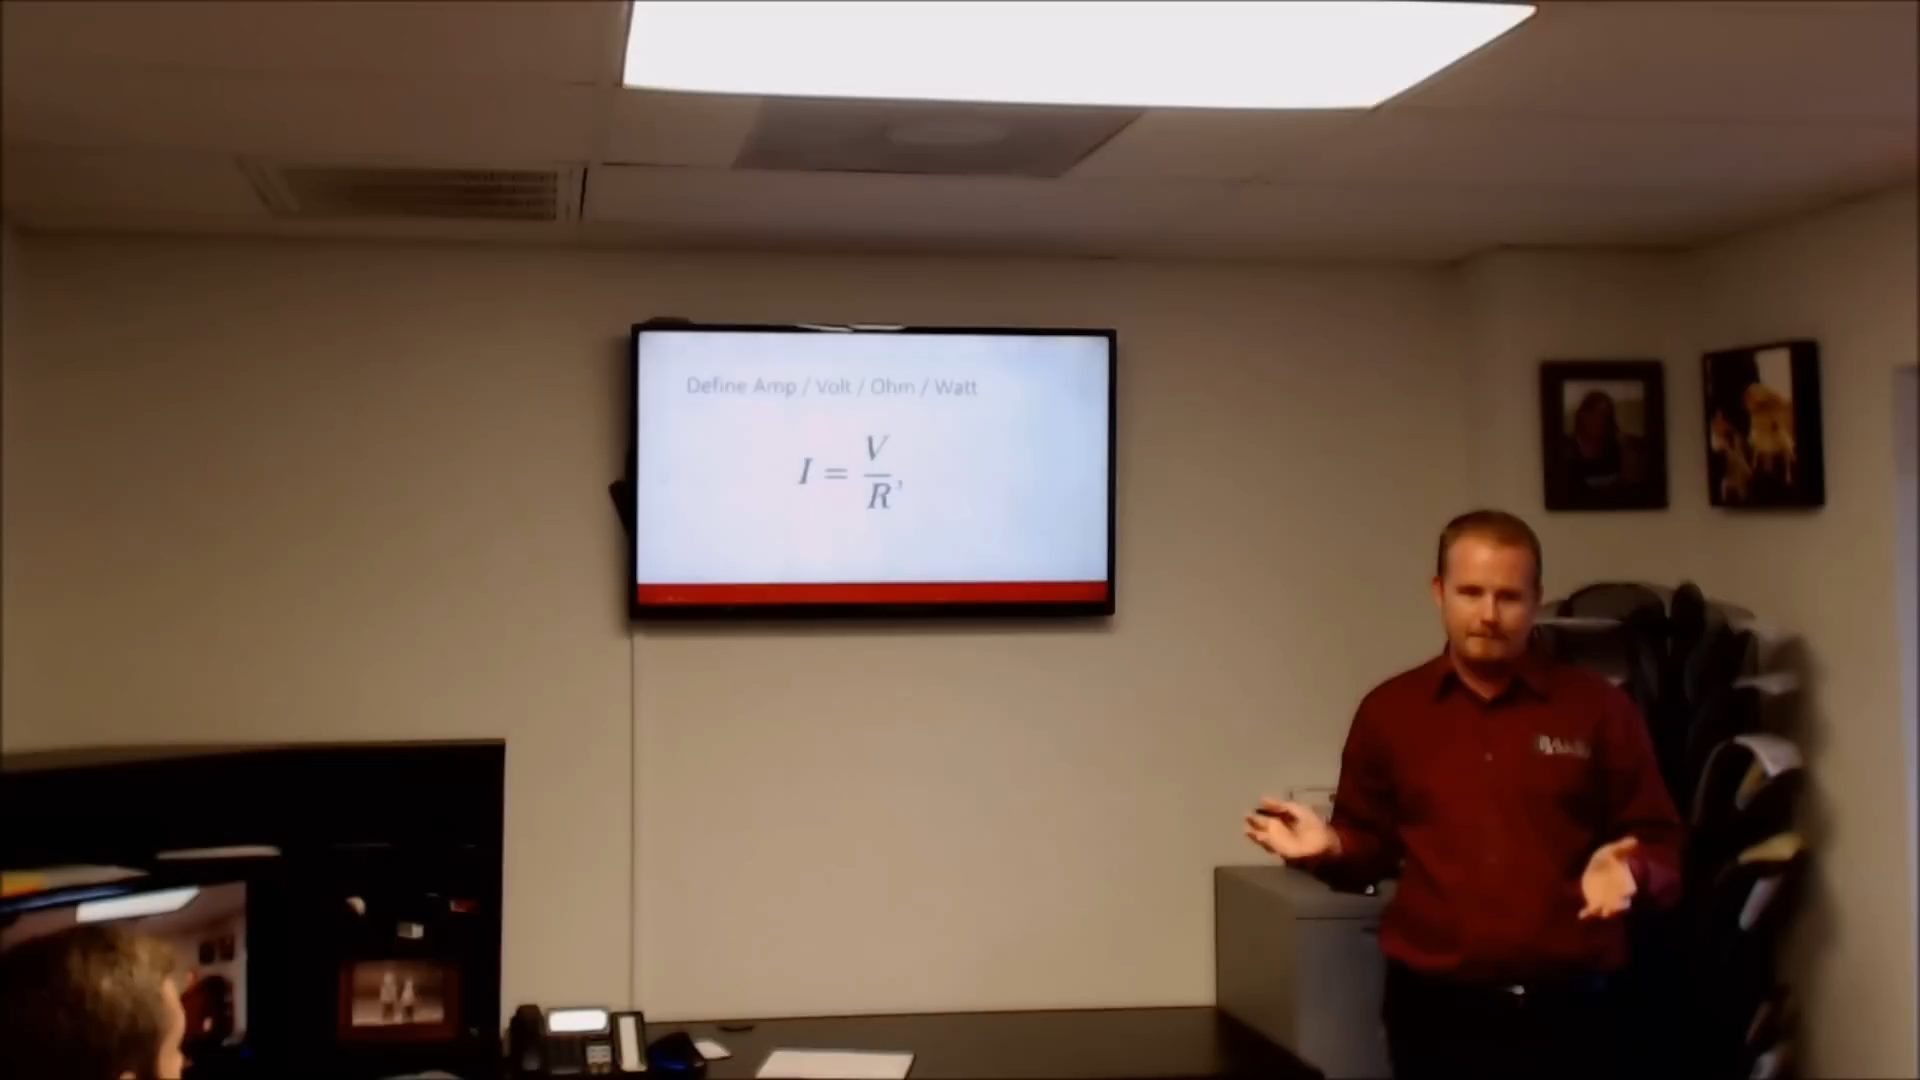 Define Amp / Volt / Ohm / Watt
I = V/R,